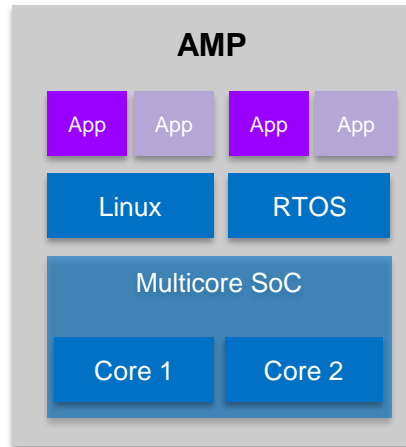 AMP
App App App App
Linux RTOS
Multicore SoC
Core 1 Core 2